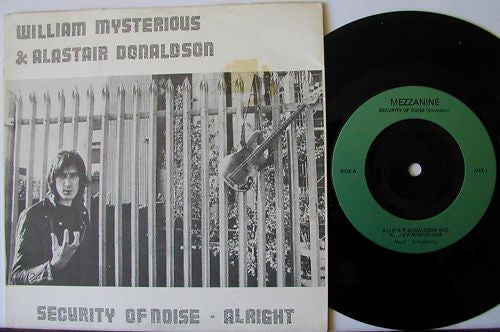 WILLIAM MYSTERIOUS
& ALASTAIR DONALDSON
SECURITY OF NOISE - ALRIGHT
MEZZANINE
SECURITY OF NOISE (Donaldson)
SIDE A
MEZ 1
ALASTAIR DONALDSON AND
WILLIAM MYSTERIOUS
Publishing